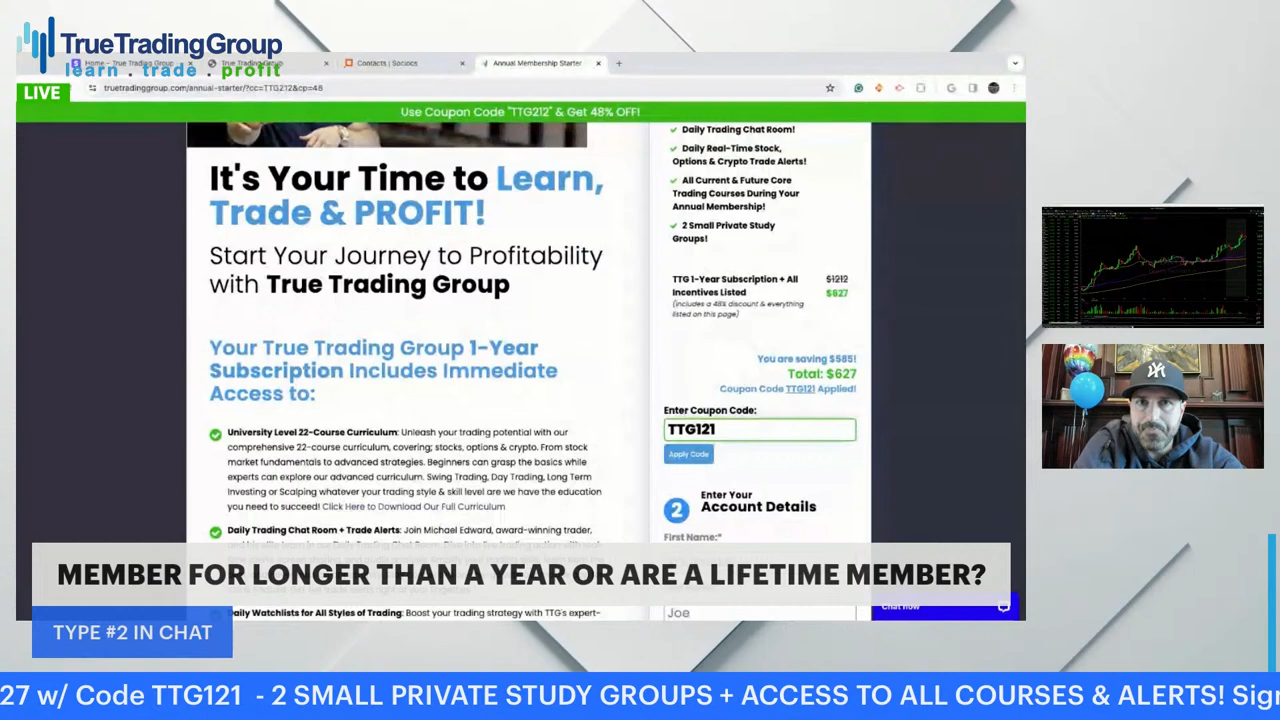 TrueTradingGroup
learn . trade . profit
LIVE
Home - True Trading Group
True Trading Group
Contacts | Sociocs
Annual Membership Starter
truetradinggroup.com/annual-starter/?cc=TTG212&cp=48
Use Coupon Code "TTG212" & Get 48% OFF!
It's Your Time to Learn,
Trade & PROFIT!
Start Your Journey to Profitability
with True Trading Group
Your True Trading Group 1-Year
Subscription Includes Immediate
Access to:
University Level 22-Course Curriculum: Unleash your trading potential with our
comprehensive 22-course curriculum, covering; stocks, options & crypto. From stock
market fundamentals to advanced strategies. Beginners can grasp the basics while
experts can explore our advanced curriculum. Swing Trading, Day Trading, Long Term
Investing or Scalping whatever your trading style & skill level are we have the education
you need to succeed! Click Here to Download Our Full Curriculum
Daily Trading Chat Room + Trade Alerts: Join Michael Edward, award-winning trader,
Daily Watchlists for All Styles of Trading: Boost your trading strategy with TTG's expert-
Daily Trading Chat Room!
Daily Real-Time Stock,
Options & Crypto Trade Alerts!
All Current & Future Core
Trading Courses During Your
Annual Membership!
2 Small Private Study
Groups!
TTG 1-Year Subscription + All $1212
Incentives Listed $627
(includes a 48% discount & everything
listed on this page)
You are saving $585!
Total: $627
Coupon Code TTG121 Applied!
Enter Coupon Code:
TTG121
Apply Code
2
Enter Your
Account Details
First Name:*
Joe
Chat now
MEMBER FOR LONGER THAN A YEAR OR ARE A LIFETIME MEMBER?
TYPE #2 IN CHAT
27 w/ Code TTG121 - 2 SMALL PRIVATE STUDY GROUPS + ACCESS TO ALL COURSES & ALERTS! Sign